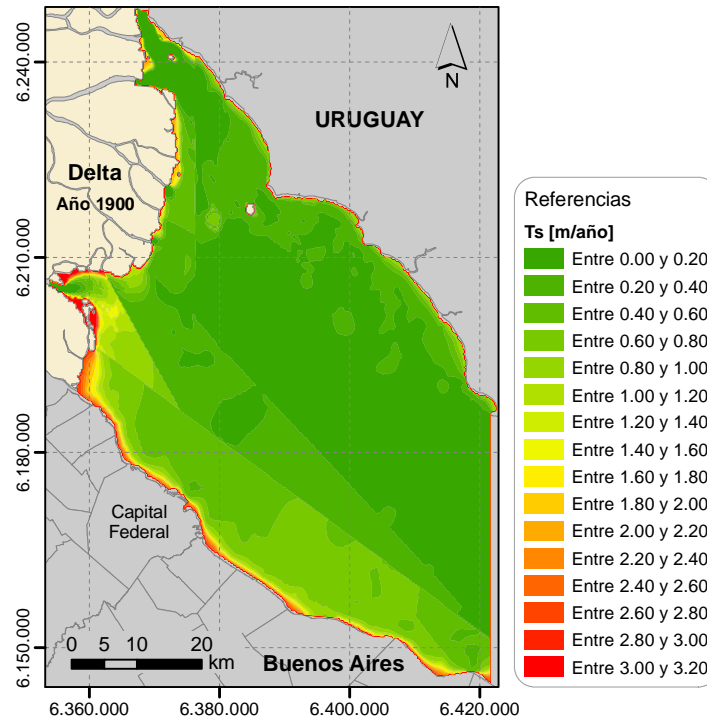 6.240.000
6.210.000
6.180.000
6.150.000
N
URUGUAY
Delta
Año 1900
Capital
Federal
0 5 10 20
km
Buenos Aires
6.360.000 6.380.000 6.400.000 6.420.000
Referencias
Ts [m/año]
Entre 0.00 y 0.20
Entre 0.20 y 0.40
Entre 0.40 y 0.60
Entre 0.60 y 0.80
Entre 0.80 y 1.00
Entre 1.00 y 1.20
Entre 1.20 y 1.40
Entre 1.40 y 1.60
Entre 1.60 y 1.80
Entre 1.80 y 2.00
Entre 2.00 y 2.20
Entre 2.20 y 2.40
Entre 2.40 y 2.60
Entre 2.60 y 2.80
Entre 2.80 y 3.00
Entre 3.00 y 3.20